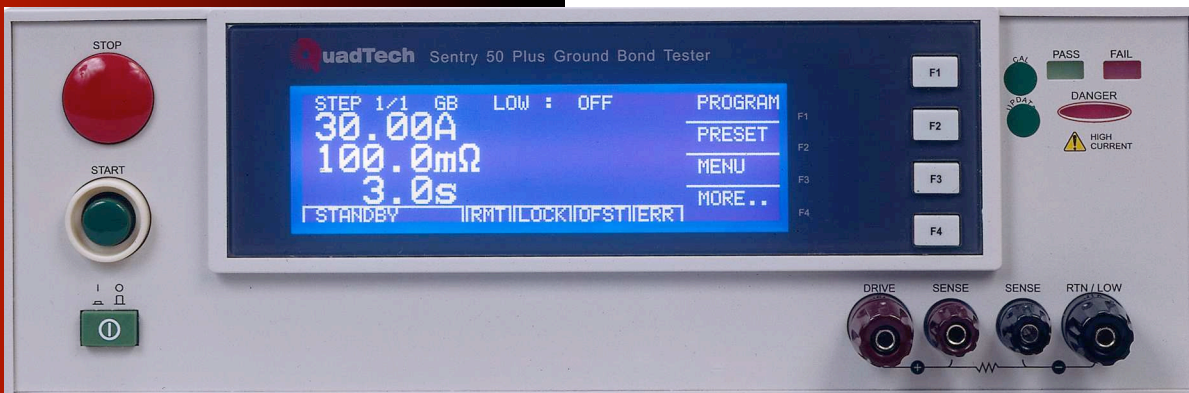 STOP
START
I O
QuadTech Sentry 50 Plus Ground Bond Tester
STEP 1/1 GB LOW : OFF
30.00A
100.0mΩ
3.0s
STANDBY RMT LOCK OFST ERR
PROGRAM
PRESET
MENU
MORE..
F1
F2
F3
F4
F1
F2
F3
F4
CAL
UPDATE
PASS FAIL
DANGER
HIGH
CURRENT
DRIVE SENSE SENSE RTN / LOW
+ −